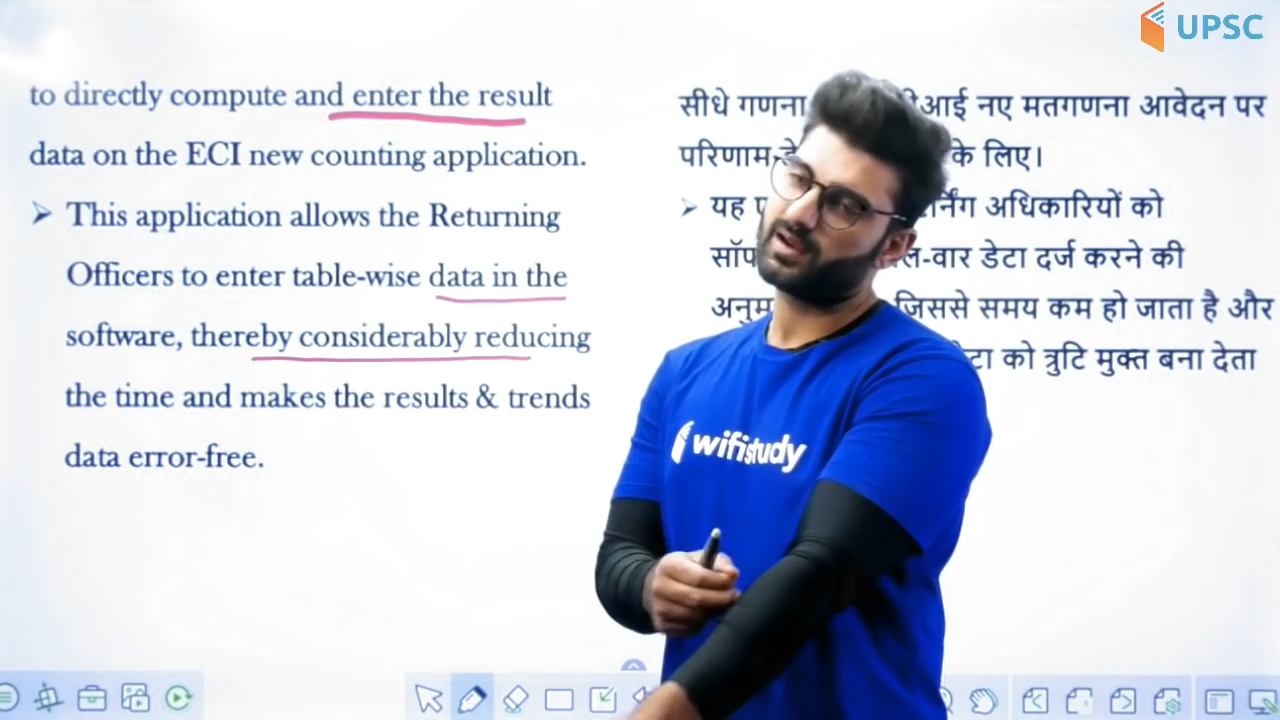 UPSC
to directly compute and enter the result
data on the ECI new counting application.
➤ This application allows the Returning
Officers to enter table-wise data in the
software, thereby considerably reducing
the time and makes the results & trends
data error-free.
सीधे गणना आई नए मतगणना आवेदन पर
परिणाम के लिए।
➤ यह अधिकारियों को
डेटा दर्ज करने की
जिससे समय कम हो जाता है और
को त्रुटि मुक्त बना देता
wifistudy